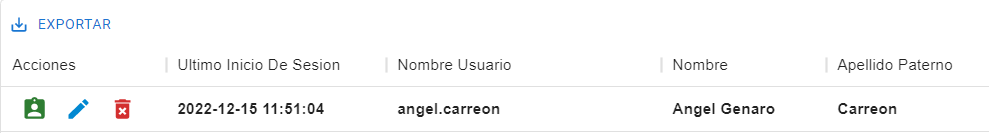 EXPORTAR
Acciones Ultimo Inicio De Sesion Nombre Usuario Nombre Apellido Paterno
2022-12-15 11:51:04 angel.carreon Angel Genaro Carreon